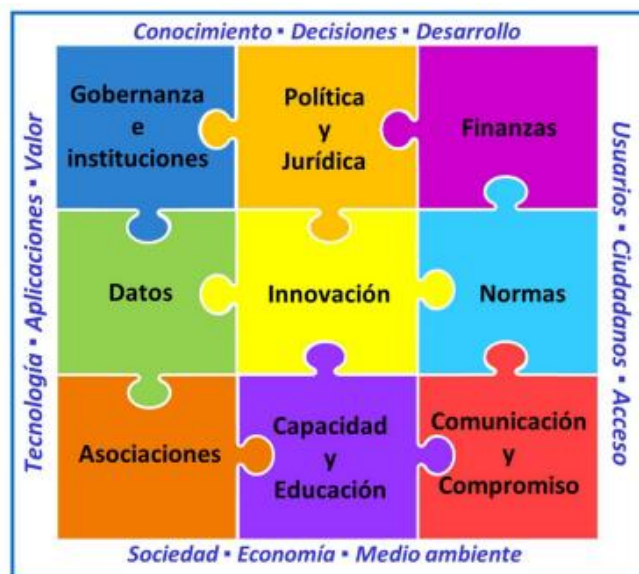 Conocimiento ▪ Decisiones ▪ Desarrollo
Gobernanza
e
instituciones
Política
y
Jurídica
Finanzas
Datos
Innovación
Normas
Asociaciones
Capacidad
y
Educación
Comunicación
y
Compromiso
Tecnología ▪ Aplicaciones ▪ Valor
Usuarios ▪ Ciudadanos ▪ Acceso
Sociedad ▪ Economía ▪ Medio ambiente